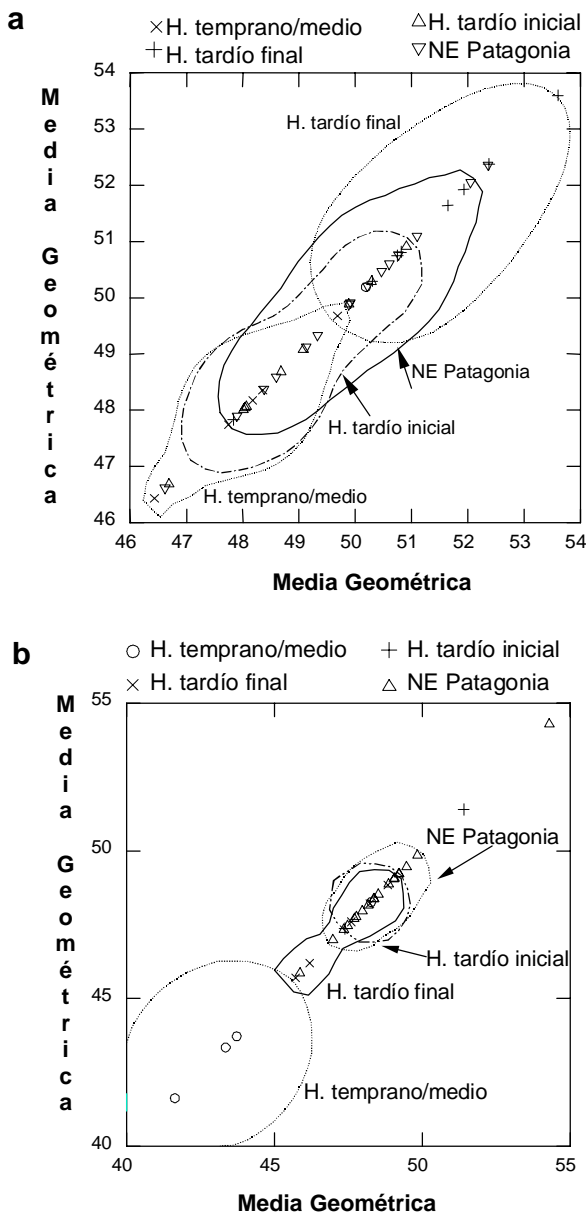 a
× H. temprano/medio △ H. tardío inicial
+ H. tardío final ▽ NE Patagonia
Media Geométrica
54
53
52
51
50
49
48
47
46
H. tardío final
NE Patagonia
H. tardío inicial
H. temprano/medio
46 47 48 49 50 51 52 53 54
Media Geométrica
b
○ H. temprano/medio + H. tardío inicial
× H. tardío final △ NE Patagonia
Media Geométrica
55
50
45
40
NE Patagonia
H. tardío inicial
H. tardío final
H. temprano/medio
40 45 50 55
Media Geométrica